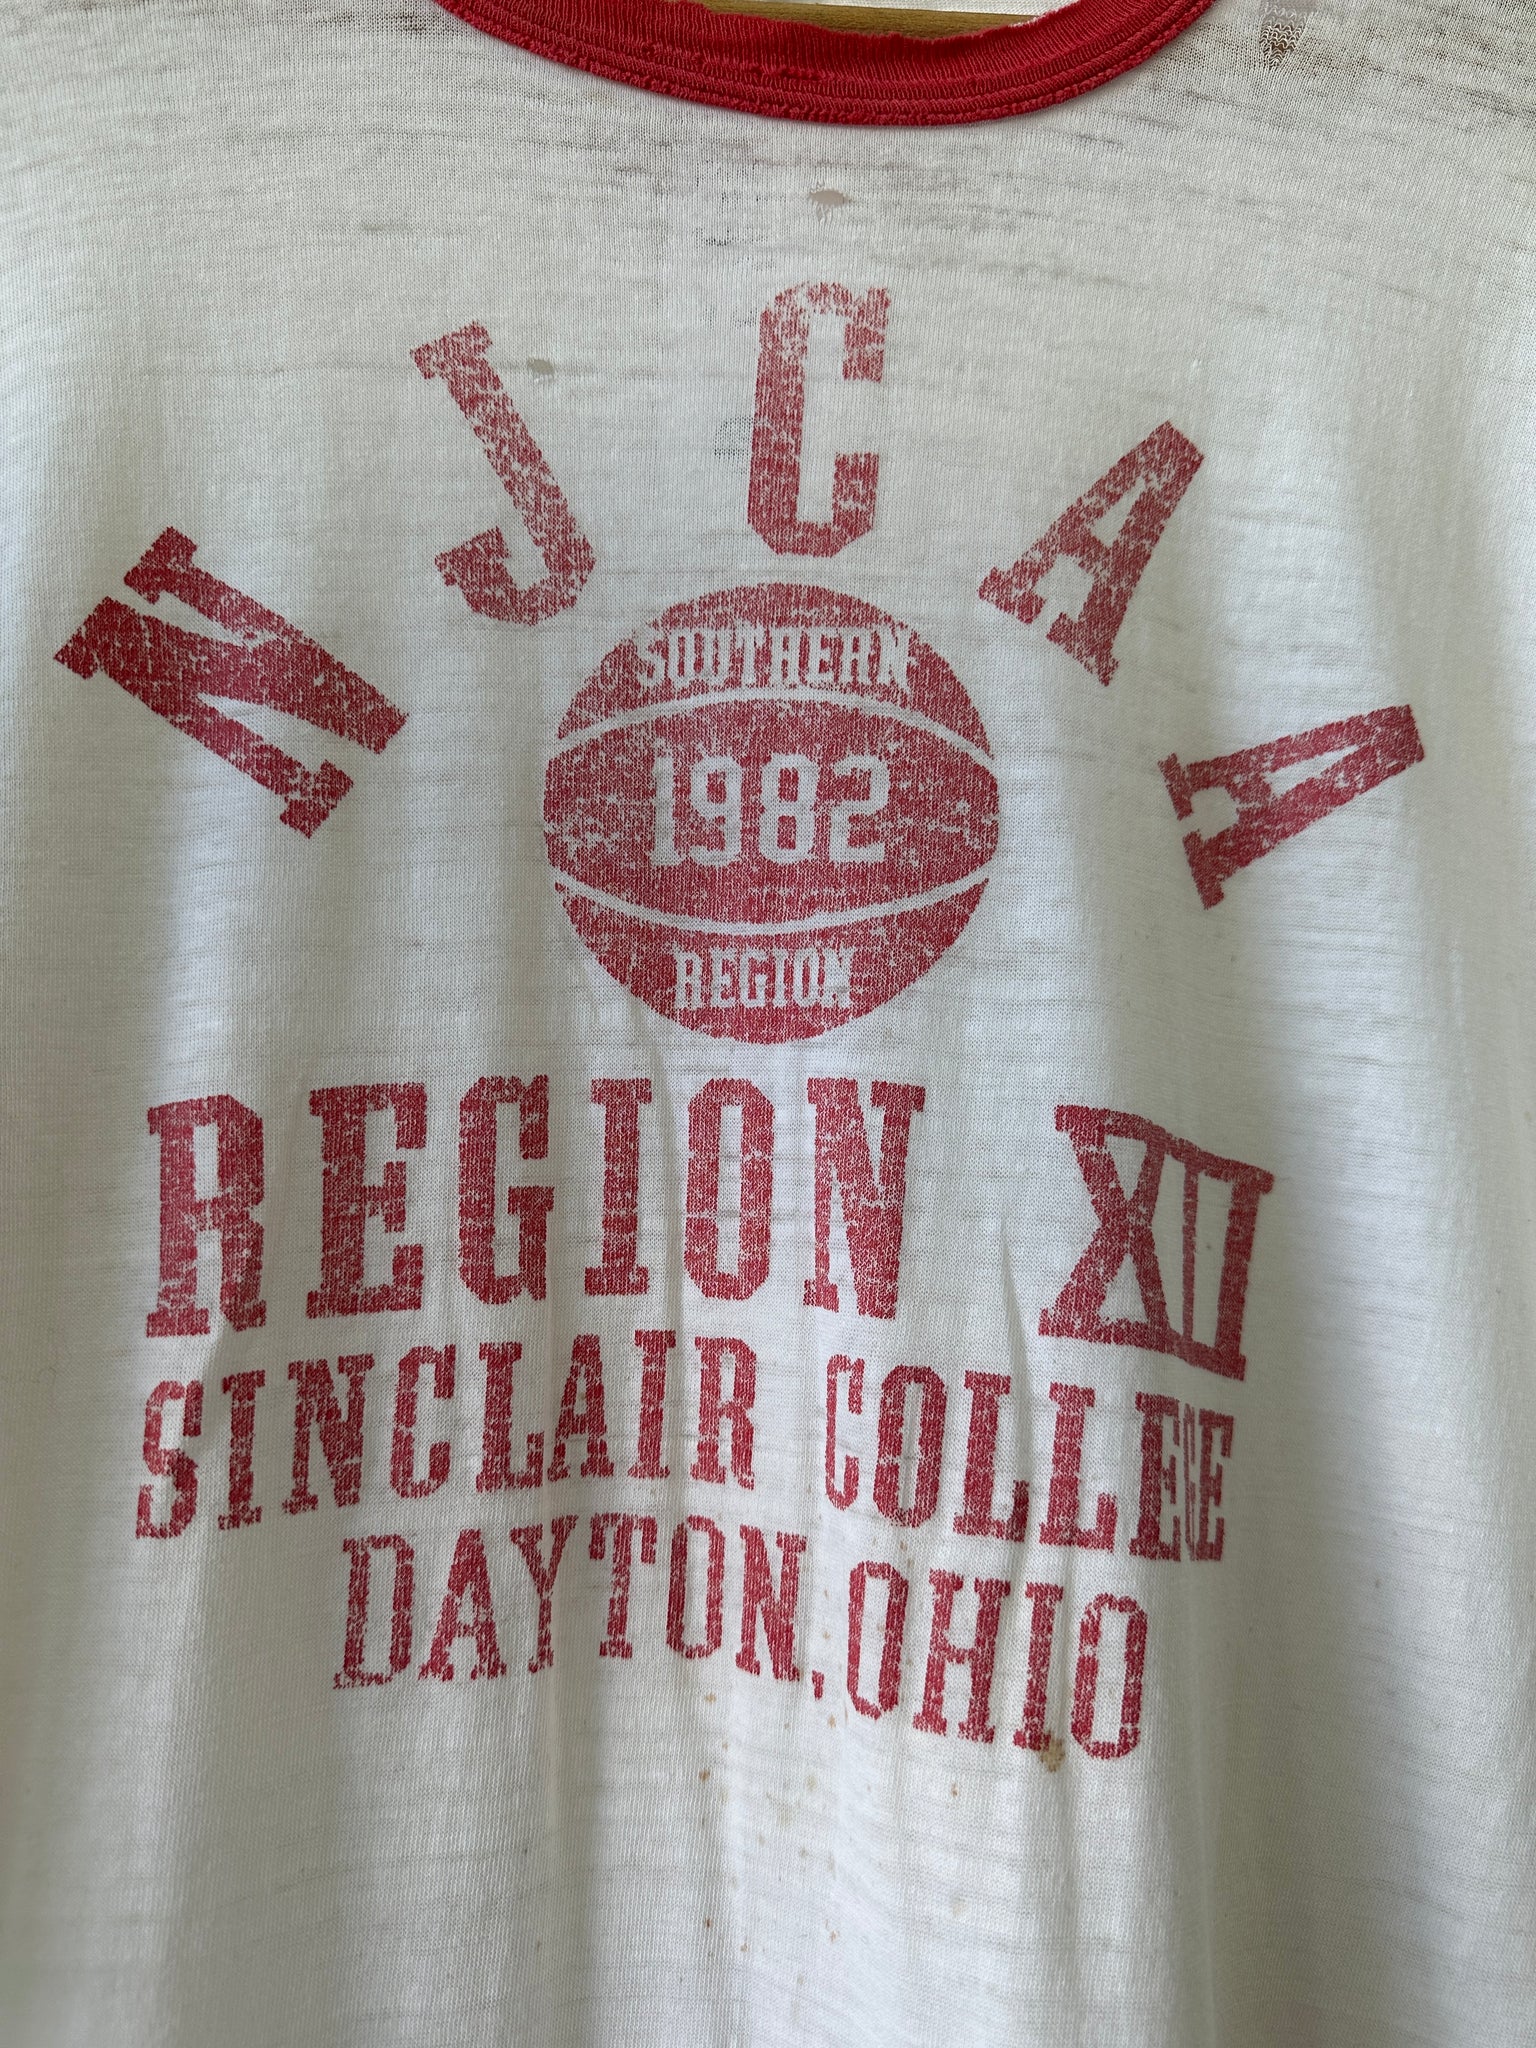 NJCAA
SOUTHERN
1982
REGION
REGION XII
SINCLAIR COLLEGE
DAYTON, OHIO